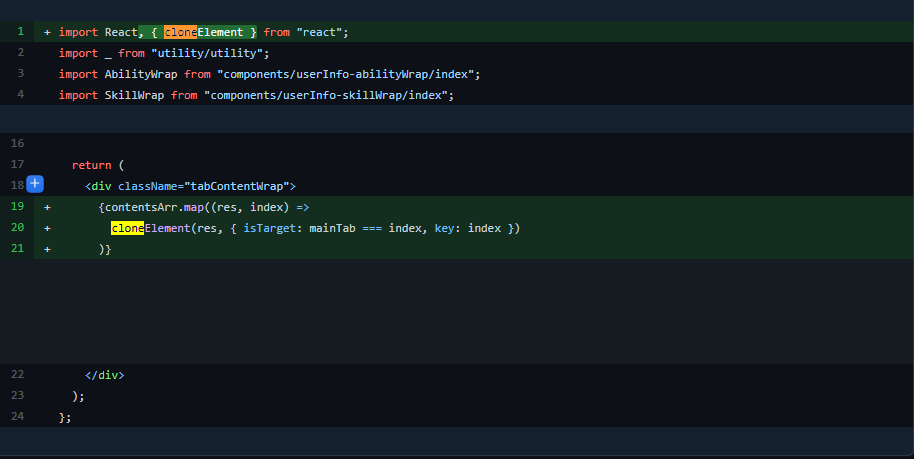 1 + import React, { cloneElement } from "react";
2 import _ from "utility/utility";
3 import AbilityWrap from "components/userInfo-abilityWrap/index";
4 import SkillWrap from "components/userInfo-skillWrap/index";
16
17 return (
18 + <div className="tabContentWrap">
19 + {contentsArr.map((res, index) =>
20 + cloneElement(res, { isTarget: mainTab === index, key: index })
21 + )}
22 </div>
23 );
24 };